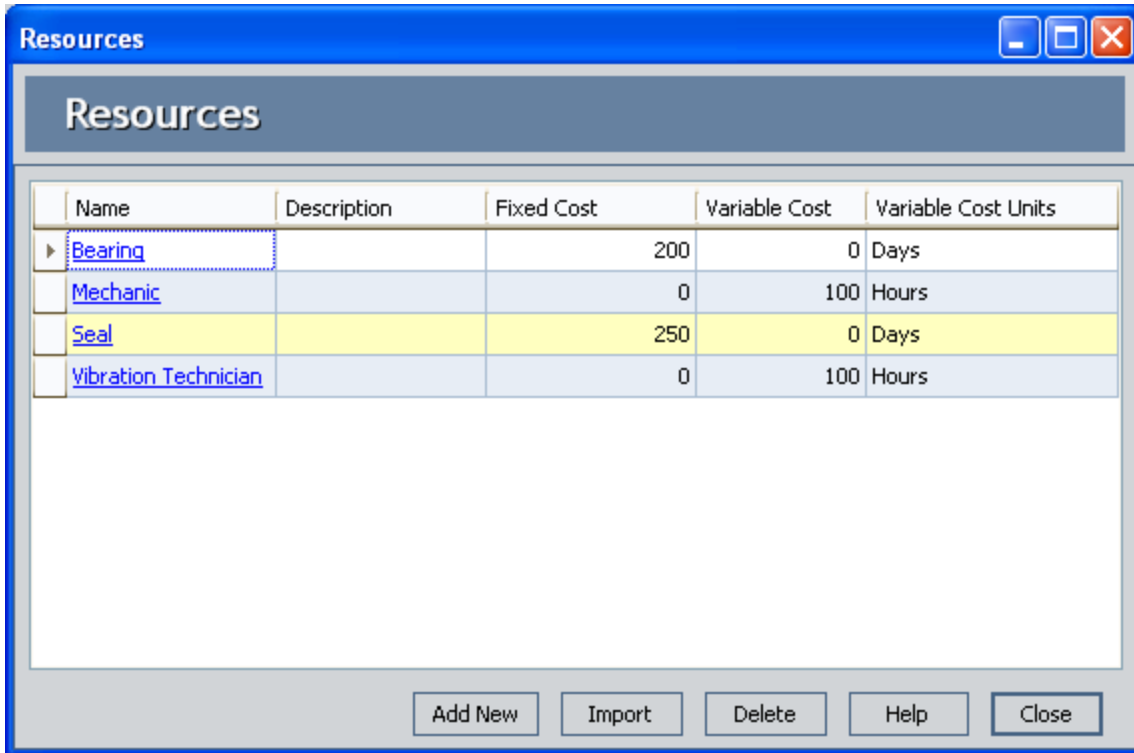 Resources
Resources
Name Description Fixed Cost Variable Cost Variable Cost Units
Bearing 200 0 Days
Mechanic 0 100 Hours
Seal 250 0 Days
Vibration Technician 0 100 Hours
Add New Import Delete Help Close